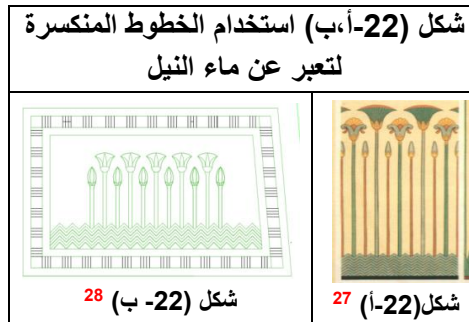 شكل (22-أ،ب) استخدام الخطوط المنكسرة
لتعبر عن ماء النيل
شكل(22-أ) 27
شكل (22- ب) 28